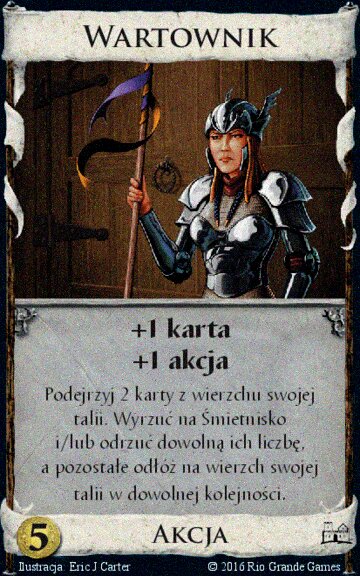 Wartownik
+1 karta
+1 akcja
Podejrzyj 2 karty z wierzchu swojej
talii. Wyrzuć na Śmietnisko
i/lub odrzuć dowolną ich liczbę,
a pozostałe odłóż na wierzch swojej
talii w dowolnej kolejności.
5
Akcja
Ilustracja: Eric J Carter
© 2016 Rio Grande Games